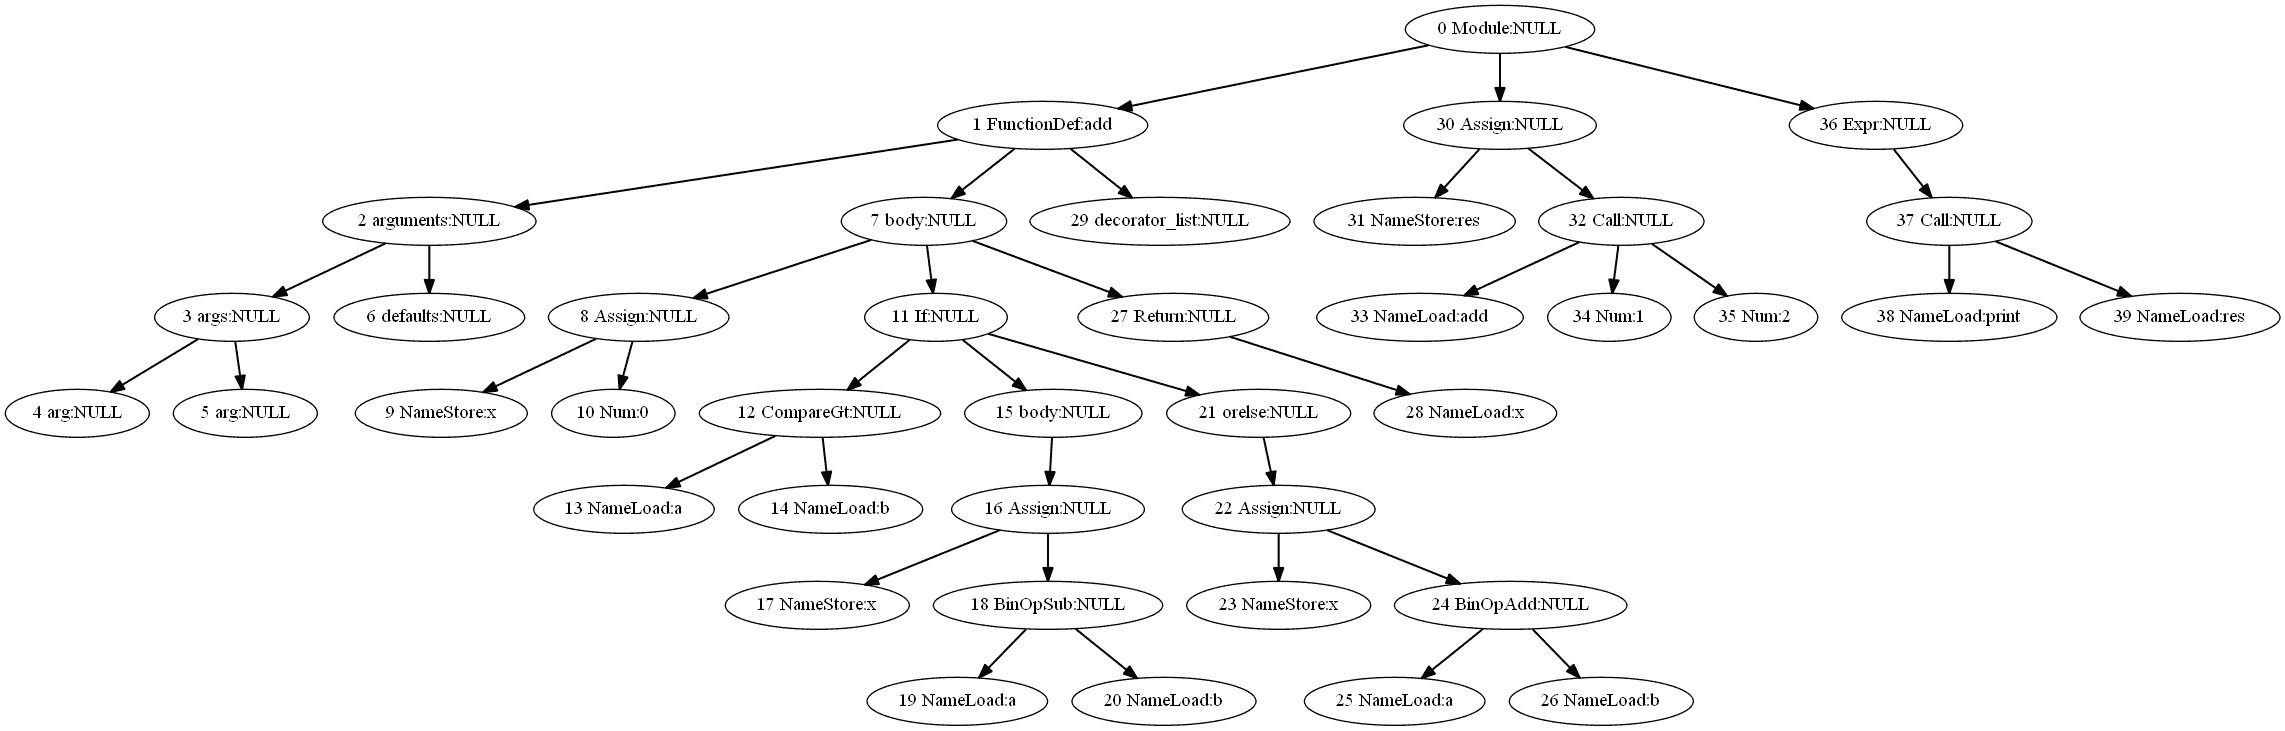 0 Module:NULL
1 FunctionDef:add
30 Assign:NULL
36 Expr:NULL
2 arguments:NULL
7 body:NULL
29 decorator_list:NULL
31 NameStore:res
32 Call:NULL
37 Call:NULL
3 args:NULL
6 defaults:NULL
8 Assign:NULL
11 If:NULL
27 Return:NULL
33 NameLoad:add
34 Num:1
35 Num:2
38 NameLoad:print
39 NameLoad:res
4 arg:NULL
5 arg:NULL
9 NameStore:x
10 Num:0
12 CompareGt:NULL
15 body:NULL
21 orelse:NULL
28 NameLoad:x
13 NameLoad:a
14 NameLoad:b
16 Assign:NULL
22 Assign:NULL
17 NameStore:x
18 BinOpSub:NULL
23 NameStore:x
24 BinOpAdd:NULL
19 NameLoad:a
20 NameLoad:b
25 NameLoad:a
26 NameLoad:b